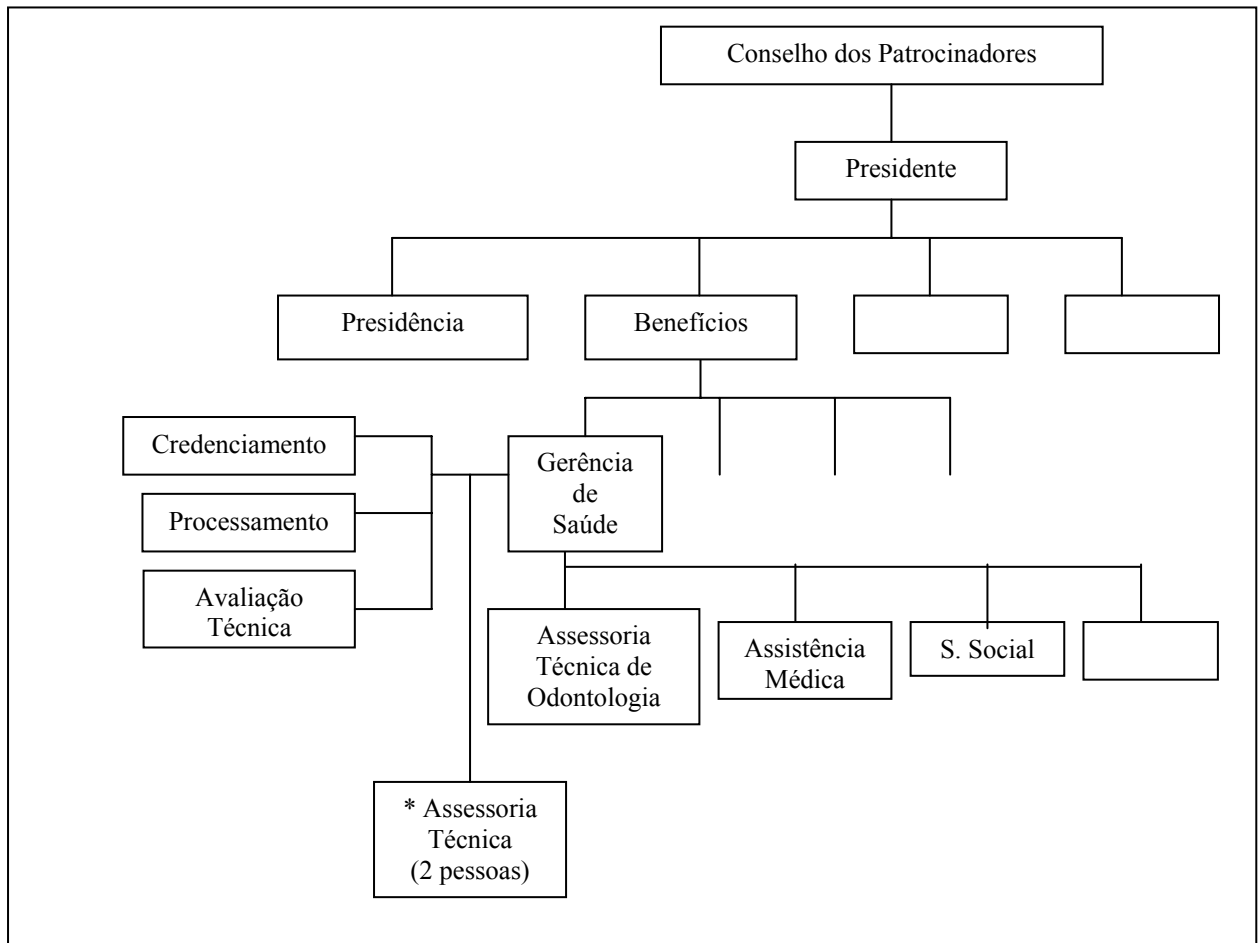 Conselho dos Patrocinadores
Presidente
Presidência
Benefícios
Credenciamento
Processamento
Avaliação
Técnica
Gerência
de
Saúde
Assessoria
Técnica de
Odontologia
Assistência
Médica
S. Social
* Assessoria
Técnica
(2 pessoas)